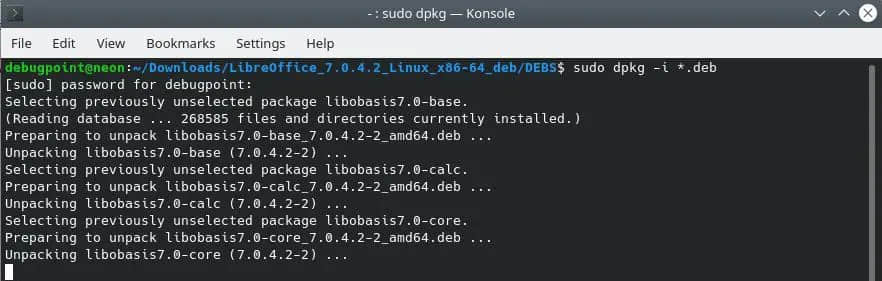 - : sudo dpkg — Konsole
File Edit View Bookmarks Settings Help
debugpoint@neon:~/Downloads/LibreOffice_7.0.4.2_Linux_x86-64_deb/DEBS$ sudo dpkg -i *.deb
[sudo] password for debugpoint:
Selecting previously unselected package libobasis7.0-base.
(Reading database ... 268585 files and directories currently installed.)
Preparing to unpack libobasis7.0-base_7.0.4.2-2_amd64.deb ...
Unpacking libobasis7.0-base (7.0.4.2-2) ...
Selecting previously unselected package libobasis7.0-calc.
Preparing to unpack libobasis7.0-calc_7.0.4.2-2_amd64.deb ...
Unpacking libobasis7.0-calc (7.0.4.2-2) ...
Selecting previously unselected package libobasis7.0-core.
Preparing to unpack libobasis7.0-core_7.0.4.2-2_amd64.deb ...
Unpacking libobasis7.0-core (7.0.4.2-2) ...